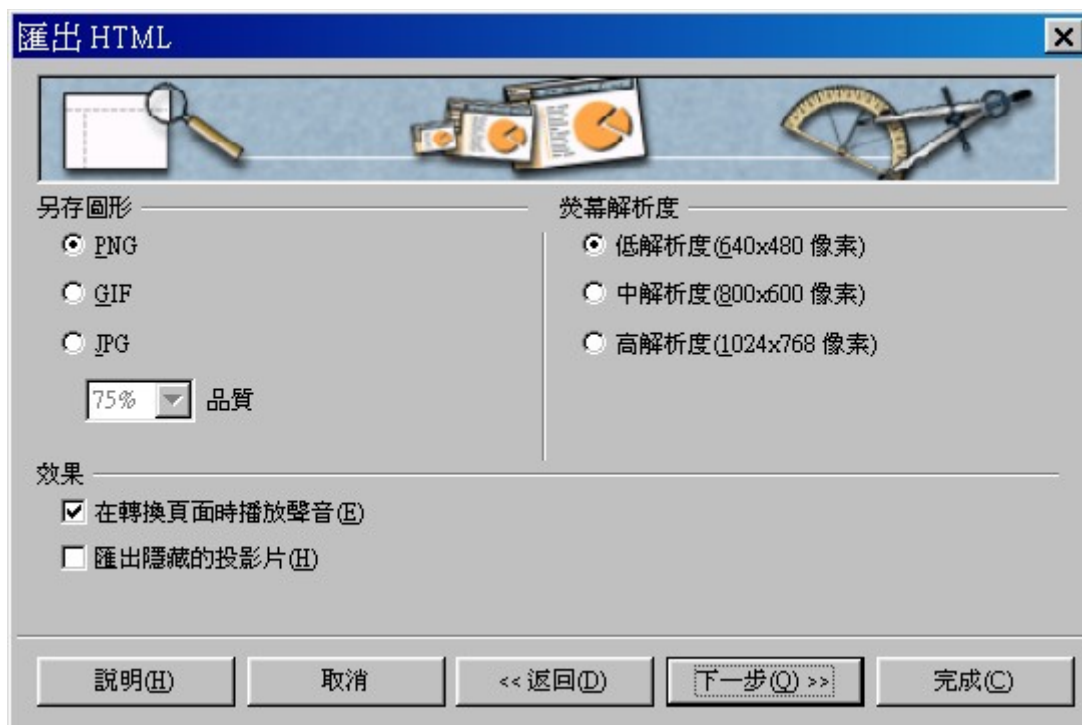 匯出 HTML
另存圖形
PNG
GIF
JPG
75% 品質
熒幕解析度
低解析度(640x480 像素)
中解析度(800x600 像素)
高解析度(1024x768 像素)
效果
在轉換頁面時播放聲音(E)
匯出隱藏的投影片(H)
說明(H) 取消 << 返回(D) 下一步(Q) >> 完成(C)